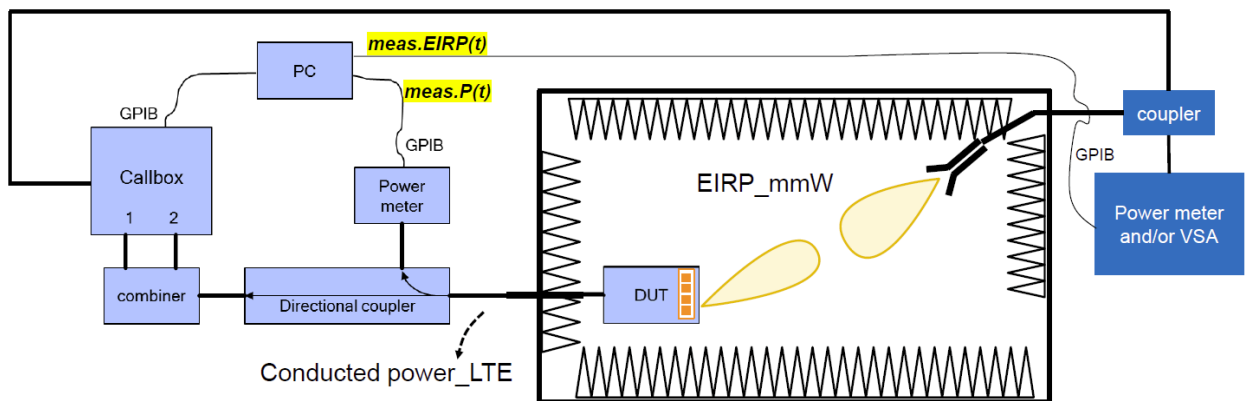 meas.EIRP(t)
PC
meas.P(t)
GPIB
coupler
GPIB
GPIB
Callbox
Power
meter
EIRP_mmW
Power meter
and/or VSA
1 2
combiner
Directional coupler
DUT
Conducted power_LTE